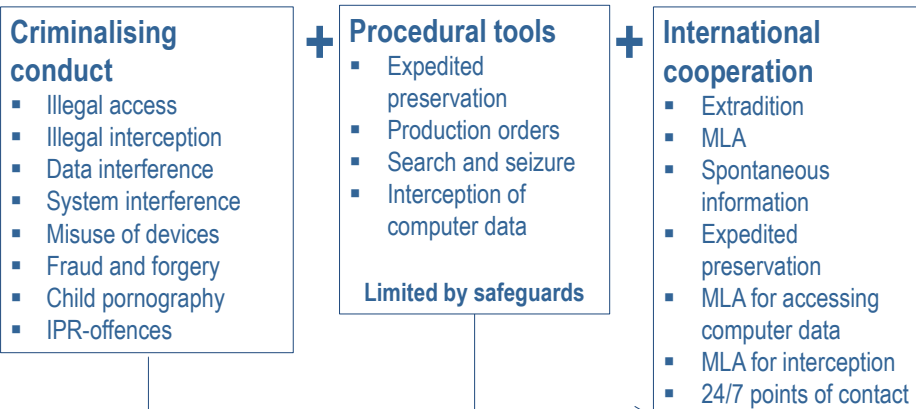 Criminalising
conduct
▪ Illegal access
▪ Illegal interception
▪ Data interference
▪ System interference
▪ Misuse of devices
▪ Fraud and forgery
▪ Child pornography
▪ IPR-offences
+
Procedural tools
▪ Expedited
preservation
▪ Production orders
▪ Search and seizure
▪ Interception of
computer data
Limited by safeguards
+
International
cooperation
▪ Extradition
▪ MLA
▪ Spontaneous
information
▪ Expedited
preservation
▪ MLA for accessing
computer data
▪ MLA for interception
▪ 24/7 points of contact